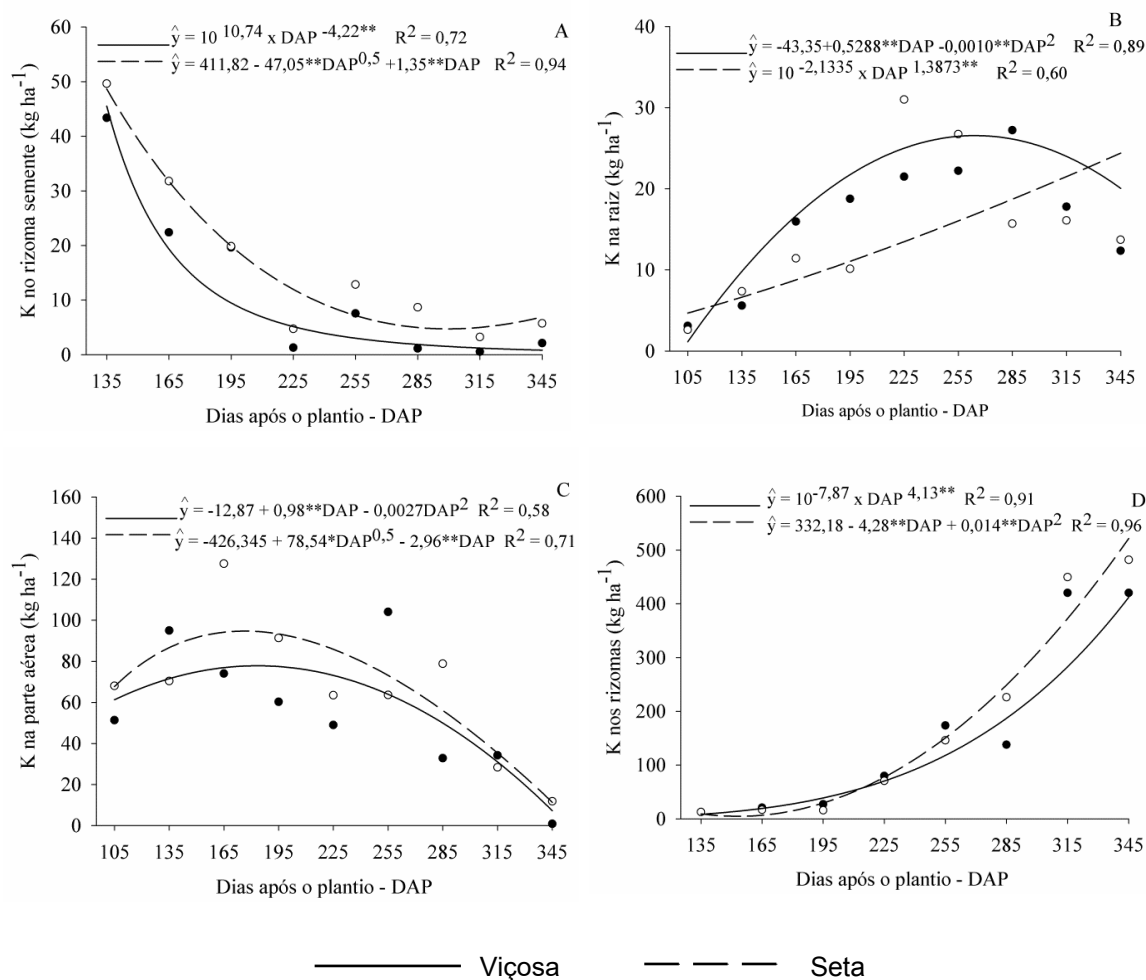 A
ŷ = 10 10,74 x DAP -4,22** R2 = 0,72
ŷ = 411,82 - 47,05**DAP0,5 +1,35**DAP R2 = 0,94
K no rizoma semente (kg ha-1)
60
50
40
30
20
10
0
135 165 195 225 255 285 315 345
Dias após o plantio - DAP
B
ŷ = -43,35+0,5288**DAP -0,0010**DAP2 R2 = 0,89
ŷ = 10 -2,1335 x DAP 1,3873** R2 = 0,60
K na raiz (kg ha-1)
40
30
20
10
0
105 135 165 195 225 255 285 315 345
Dias após o plantio - DAP
C
ŷ = -12,87 + 0,98**DAP - 0,0027DAP2 R2 = 0,58
ŷ = -426,345 + 78,54*DAP0,5 - 2,96**DAP R2 = 0,71
K na parte aérea (kg ha-1)
160
140
120
100
80
60
40
20
0
105 135 165 195 225 255 285 315 345
Dias após o plantio - DAP
D
ŷ = 10-7,87 x DAP 4,13** R2 = 0,91
ŷ = 332,18 - 4,28**DAP + 0,014**DAP2 R2 = 0,96
K nos rizomas (kg ha-1)
600
500
400
300
200
100
0
135 165 195 225 255 285 315 345
Dias após o plantio - DAP
Viçosa Seta